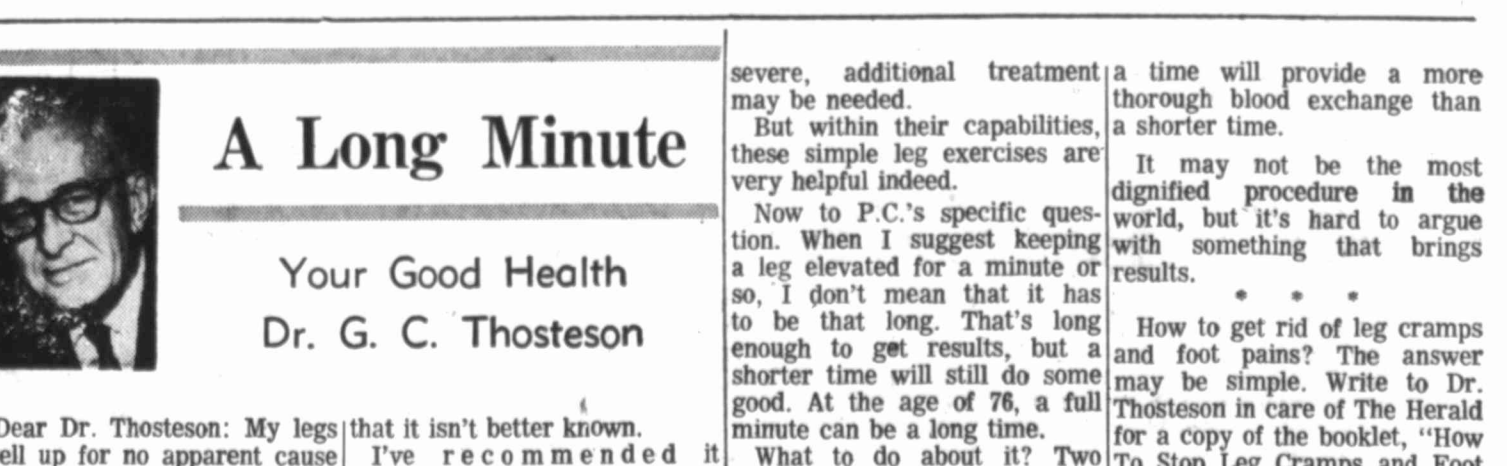 A Long Minute
Your Good Health
Dr. G. C. Thosteson
Dear Dr. Thosteson: My legs
up for no apparent cause
that it isn't better known.
I've recommended it
severe, additional treatment
may be needed.
But within their capabilities,
these simple leg exercises are
very helpful indeed.
Now to P.C.'s specific ques-
tion. When I suggest keeping
a leg elevated for a minute or
so, I don't mean that it has
to be that long. That's long
enough to get results, but a
shorter time will still do some
good. At the age of 76, a full
minute can be a long time.
What to do about it? Two
a time will provide a more
thorough blood exchange than
a shorter time.
It may not be the most
dignified procedure in the
world, but it's hard to argue
with something that brings
results.
* * *
How to get rid of leg cramps
and foot pains? The answer
may be simple. Write to Dr.
Thosteson in care of The Herald
for a copy of the booklet, "How
To Stop Leg Cramps and Foot